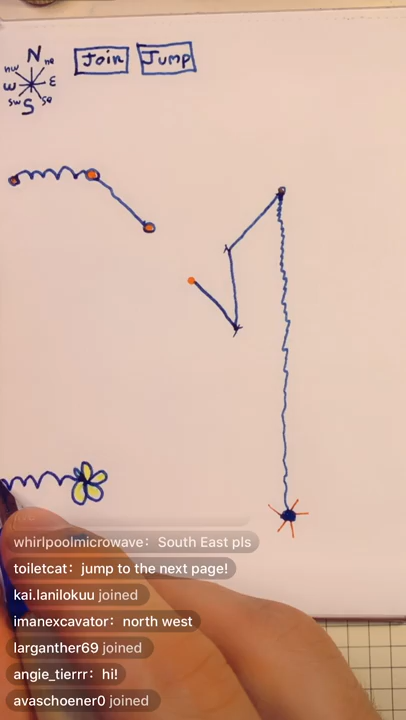 N
nw ne
W E
sw se
S
Join Jump
whirlpoolmicrowave: South East pls
toiletcat: jump to the next page!
kai.lanilokuu joined
imanexcavator: north west
larganther69 joined
angie_tierrr: hi!
avaschoener0 joined